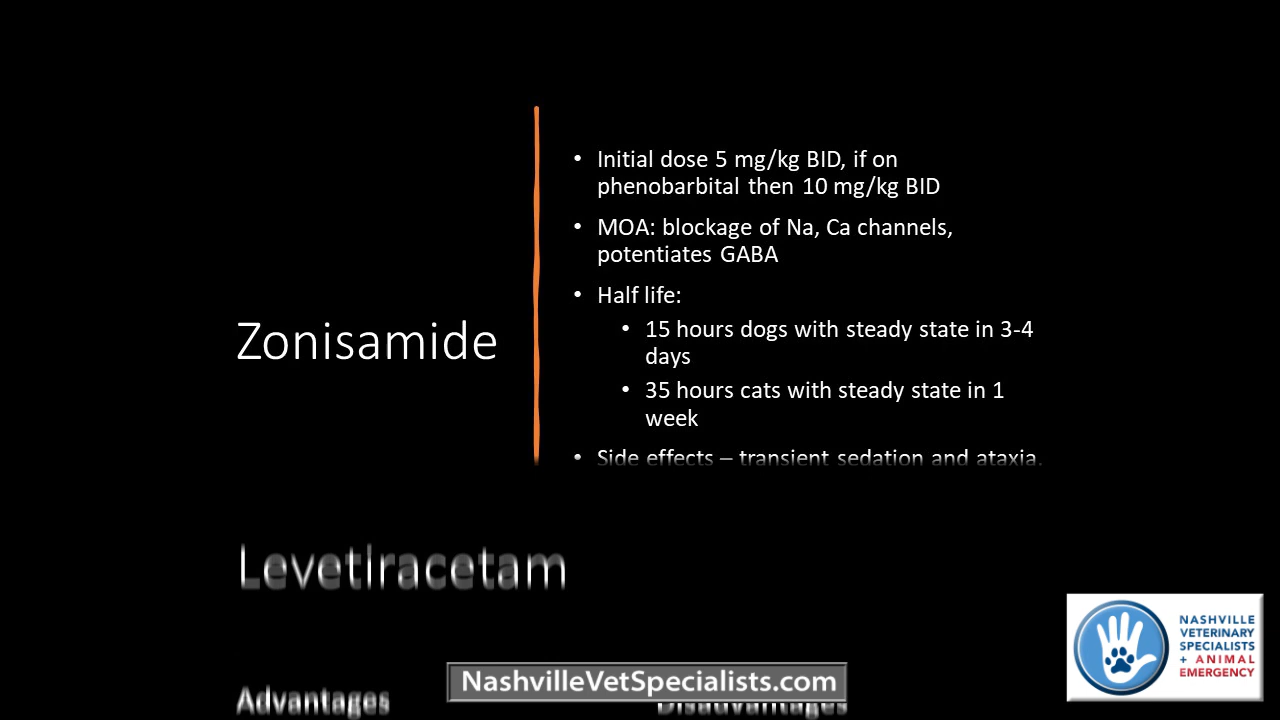 Zonisamide
• Initial dose 5 mg/kg BID, if on
phenobarbital then 10 mg/kg BID
• MOA: blockage of Na, Ca channels,
potentiates GABA
• Half life:
• 15 hours dogs with steady state in 3-4
days
• 35 hours cats with steady state in 1
week
• Side effects – transient sedation and ataxia.
Levetiracetam
Advantages
Disadvantages
NashvilleVetSpecialists.com
NASHVILLE
VETERINARY
SPECIALISTS
+ ANIMAL
EMERGENCY